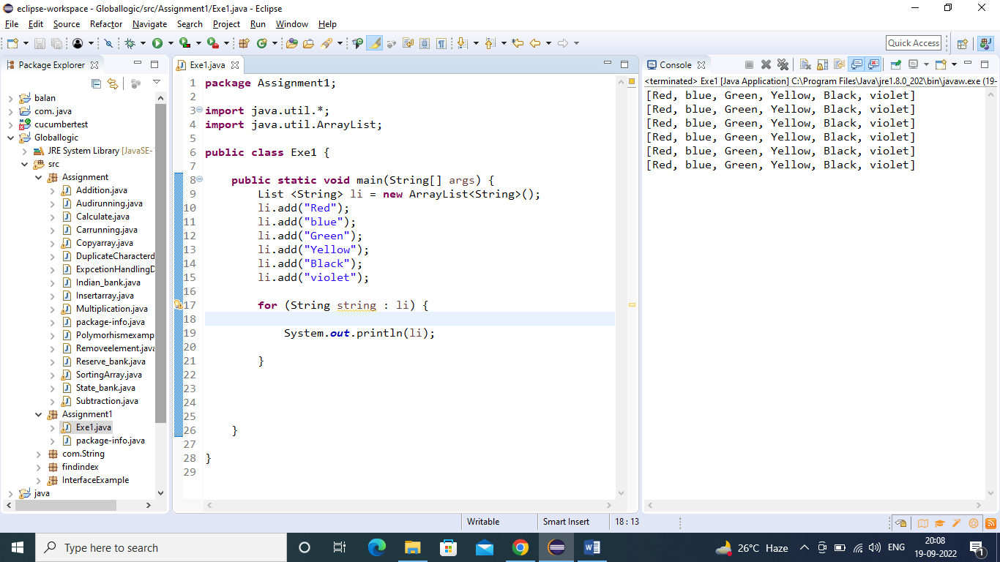 eclipse-workspace - Globallogic/src/Assignment1/Exe1.java - Eclipse
File Edit Source Refactor Navigate Search Project Run Window Help
Quick Access
Package Explorer
balan
com. java
cucumbertest
Globallogic
JRE System Library [JavaSE-
src
Assignment
Addition.java
Audirunning.java
Calculate.java
Carrunning.java
Copyarray.java
DuplicateCharacterd
ExpcetionHandlingD
Indian_bank.java
Insertarray.java
Multiplication.java
package-info.java
Polymorhismexamp
Removeelement.java
Reserve_bank.java
SortingArray.java
State_bank.java
Subtraction.java
Assignment1
Exe1.java
package-info.java
com.String
findindex
InterfaceExample
java
Exe1.java
1 package Assignment1;
2
3 import java.util.*;
4 import java.util.ArrayList;
5
6 public class Exe1 {
7
8 public static void main(String[] args) {
9 List <String> li = new ArrayList<String>();
10 li.add("Red");
11 li.add("blue");
12 li.add("Green");
13 li.add("Yellow");
14 li.add("Black");
15 li.add("violet");
16
17 for (String string : li) {
18
19 System.out.println(li);
20
21 }
22
23
24
25
26 }
27
28 }
29
Console
<terminated> Exe1 [Java Application] C:\Program Files\Java\jre1.8.0_202\bin\javaw.exe (19-
[Red, blue, Green, Yellow, Black, violet]
[Red, blue, Green, Yellow, Black, violet]
[Red, blue, Green, Yellow, Black, violet]
[Red, blue, Green, Yellow, Black, violet]
[Red, blue, Green, Yellow, Black, violet]
[Red, blue, Green, Yellow, Black, violet]
Writable Smart Insert 18 : 13
Type here to search
26°C Haze
ENG
20:08
19-09-2022
1